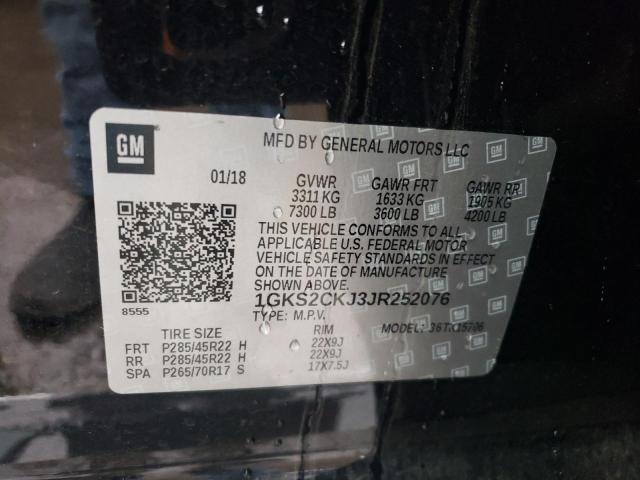 GM
MFD BY GENERAL MOTORS LLC
01/18 GVWR GAWR FRT GAWR RR
3311 KG 1633 KG 1905 KG
7300 LB 3600 LB 4200 LB
THIS VEHICLE CONFORMS TO ALL
APPLICABLE U.S. FEDERAL MOTOR
VEHICLE SAFETY STANDARDS IN EFFECT
ON THE DATE OF MANUFACTURE
SHOWN ABOVE.
1GKS2CKJ3JR252076
8555 TYPE: M.P.V. MODEL: 36TK15706
TIRE SIZE RIM
FRT P285/45R22 H 22X9J
RR P285/45R22 H 22X9J
SPA P265/70R17 S 17X7.5J